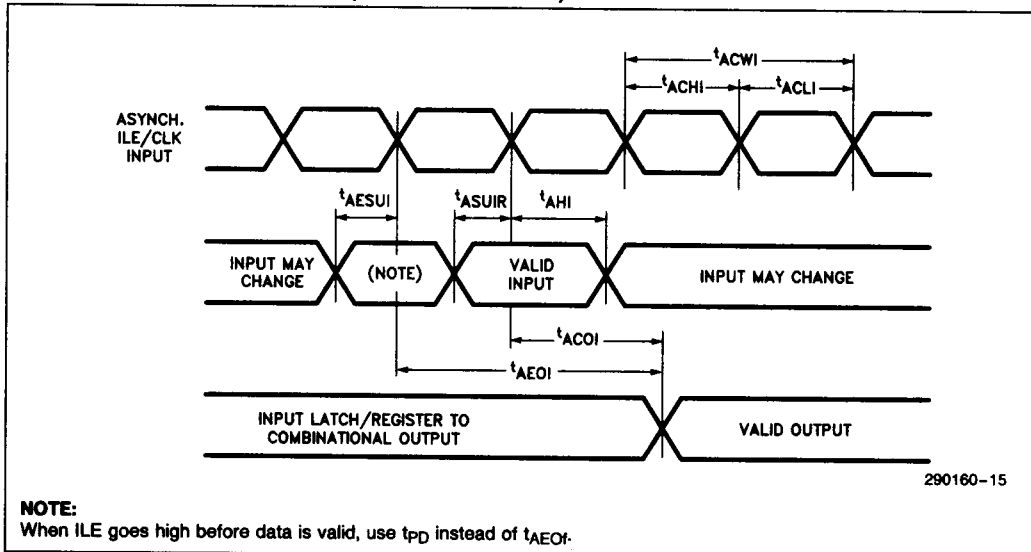 tACWI
tACHI
tACLI
ASYNCH.
ILE/CLK
INPUT
tAESUI
tASUIR
tAHI
INPUT MAY
CHANGE
(NOTE)
VALID
INPUT
INPUT MAY CHANGE
tACOI
tAEOI
INPUT LATCH/REGISTER TO
COMBINATIONAL OUTPUT
VALID OUTPUT
290160-15
NOTE:
When ILE goes high before data is valid, use tPD instead of tAEOf.